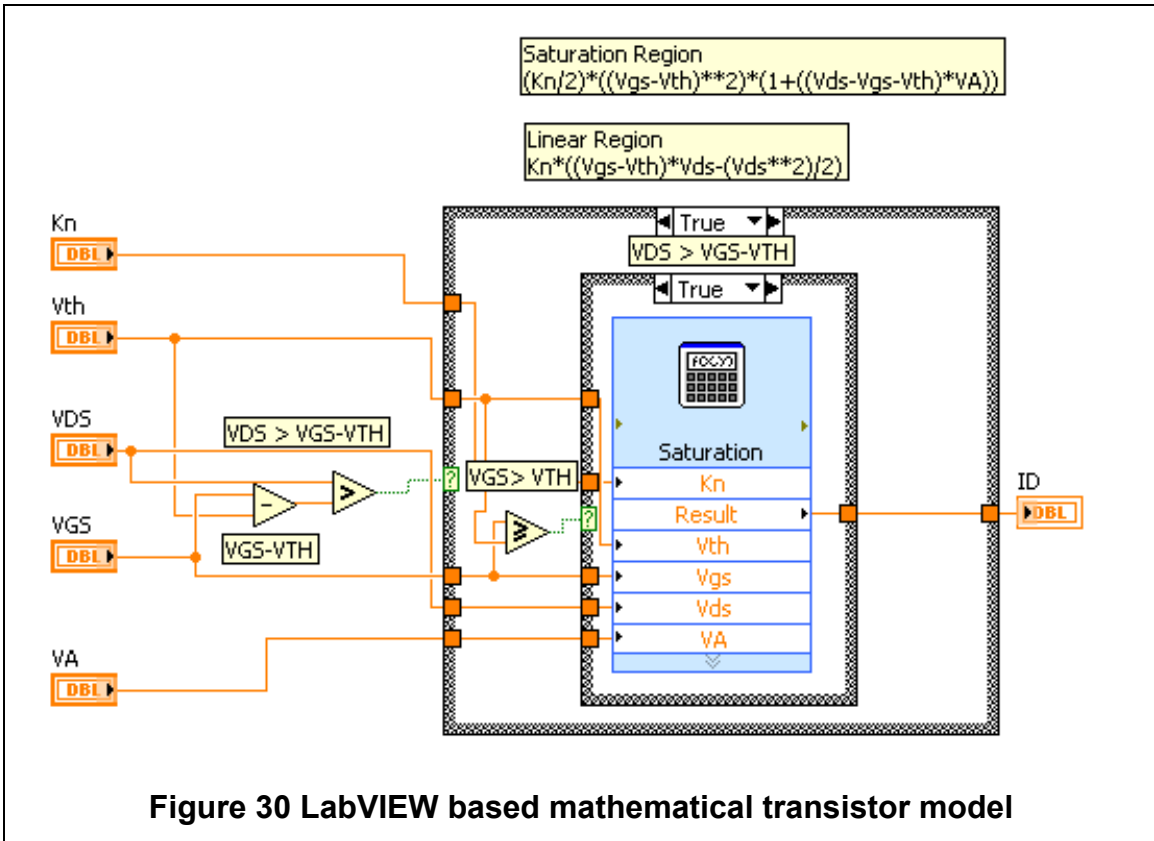 Saturation Region
(Kn/2)*((Vgs-Vth)**2)*(1+((Vds-Vgs-Vth)*VA))
Linear Region
Kn*((Vgs-Vth)*Vds-(Vds**2)/2)
Kn
DBL
Vth
DBL
VDS
DBL
VGS
DBL
VA
DBL
VDS > VGS-VTH
-
>
VGS-VTH
True
VDS > VGS-VTH
?
VGS> VTH
≥
?
True
F(X,Y)
Saturation
Kn
Result
Vth
Vgs
Vds
VA
ID
DBL
Figure 30 LabVIEW based mathematical transistor model